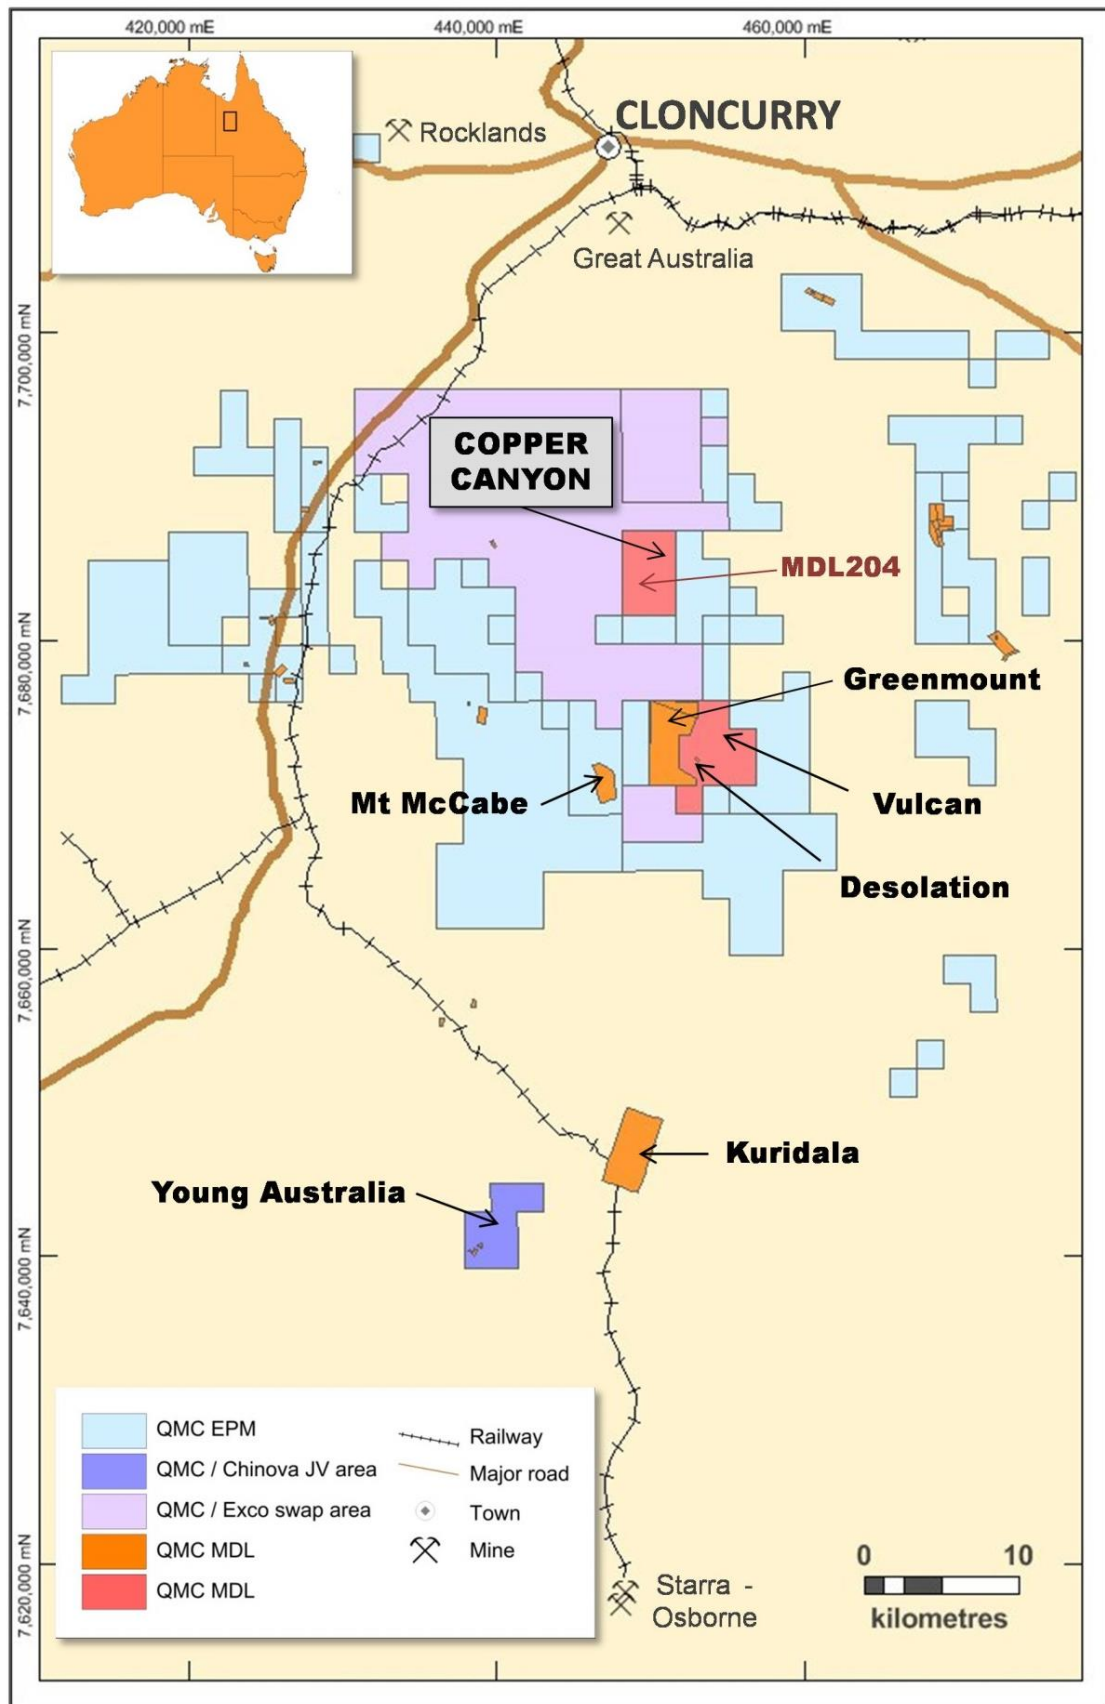 420,000 mE
440,000 mE
460,000 mE
CLONCURRY
Rocklands
Great Australia
7,700,000 mN
COPPER
CANYON
MDL204
7,680,000 mN
Greenmount
Mt McCabe
Vulcan
Desolation
7,660,000 mN
Kuridala
Young Australia
7,640,000 mN
QMC EPM
QMC / Chinova JV area
QMC / Exco swap area
QMC MDL
QMC MDL
Railway
Major road
Town
Mine
7,620,000 mN
Starra -
Osborne
0 10
kilometres